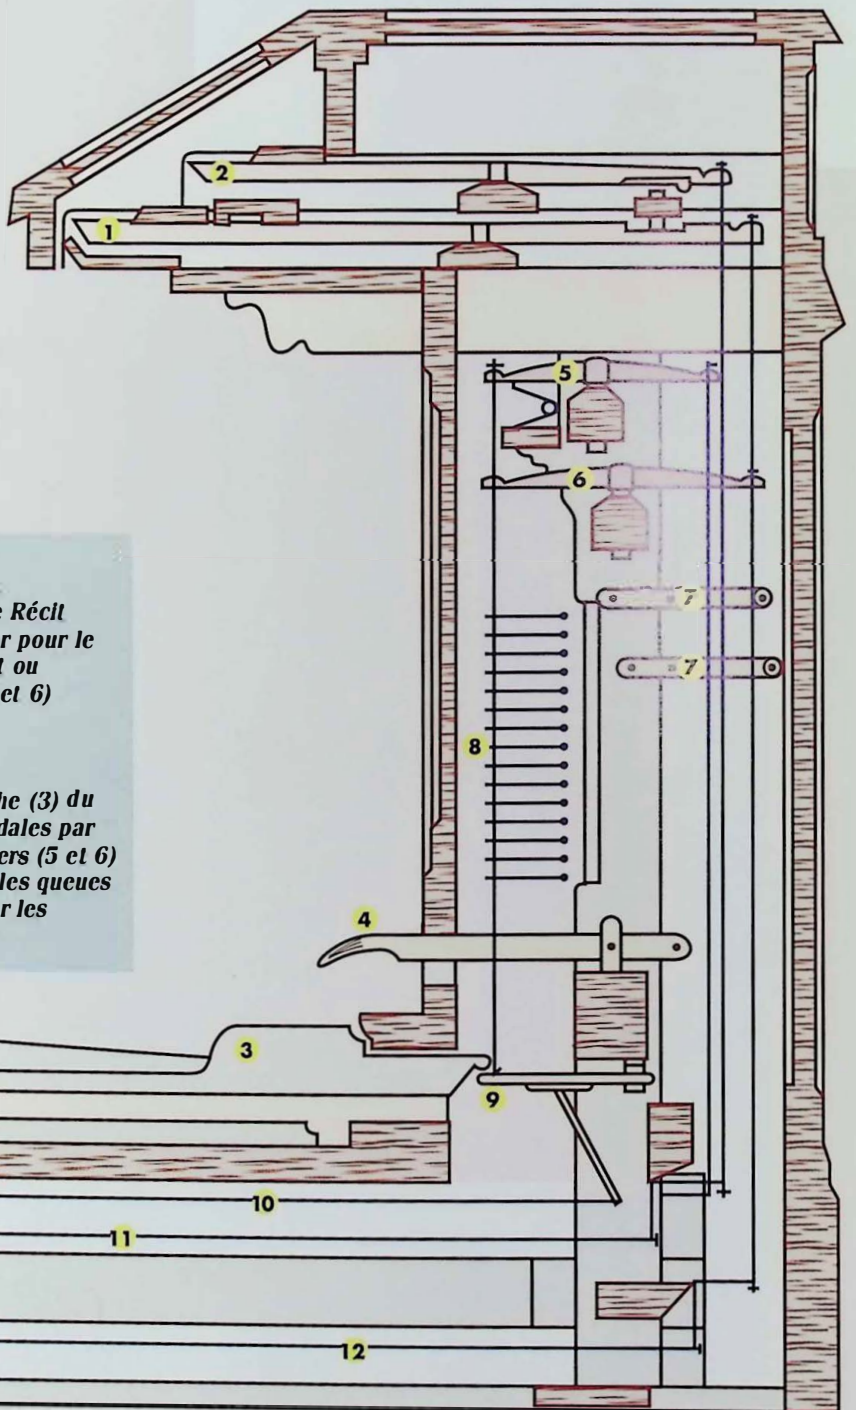 2
1
5
6
e Récit
r pour le
t ou
et 6)
7
7
8
he (3) du
dales par
ers (5 et 6)
les queues
r les
4
3
9
10
11
12